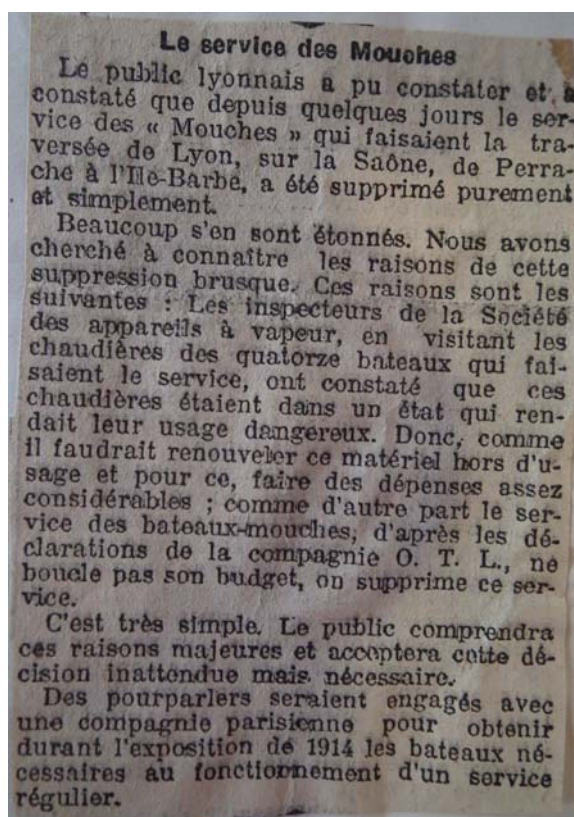 Le service des Mouches
Le public lyonnais a pu constater et a
constaté que depuis quelques jours le ser-
vice des « Mouches » qui faisaient la tra-
versée de Lyon, sur la Saône, de Perra-
che à l'Ile-Barbe, a été supprimé purement
et simplement.
Beaucoup s'en sont étonnés. Nous avons
cherché à connaître les raisons de cette
suppression brusque. Ces raisons sont les
suivantes : Les inspecteurs de la Société
des appareils à vapeur, en visitant les
chaudières des quatorze bateaux qui fai-
saient le service, ont constaté que ces
chaudières étaient dans un état qui ren-
dait leur usage dangereux. Donc, comme
il faudrait renouveler ce matériel hors d'u-
sage et pour ce, faire des dépenses assez
considérables ; comme d'autre part le ser-
vice des bateaux-mouches, d'après les dé-
clarations de la compagnie O. T. L., ne
boucle pas son budget, on supprime ce ser-
vice.
C'est très simple. Le public comprendra
ces raisons majeures et acceptera cette dé-
cision inattendue mais nécessaire.
Des pourparlers seraient engagés avec
une compagnie parisienne pour obtenir
durant l'exposition de 1914 les bateaux né-
cessaires au fonctionnement d'un service
régulier.